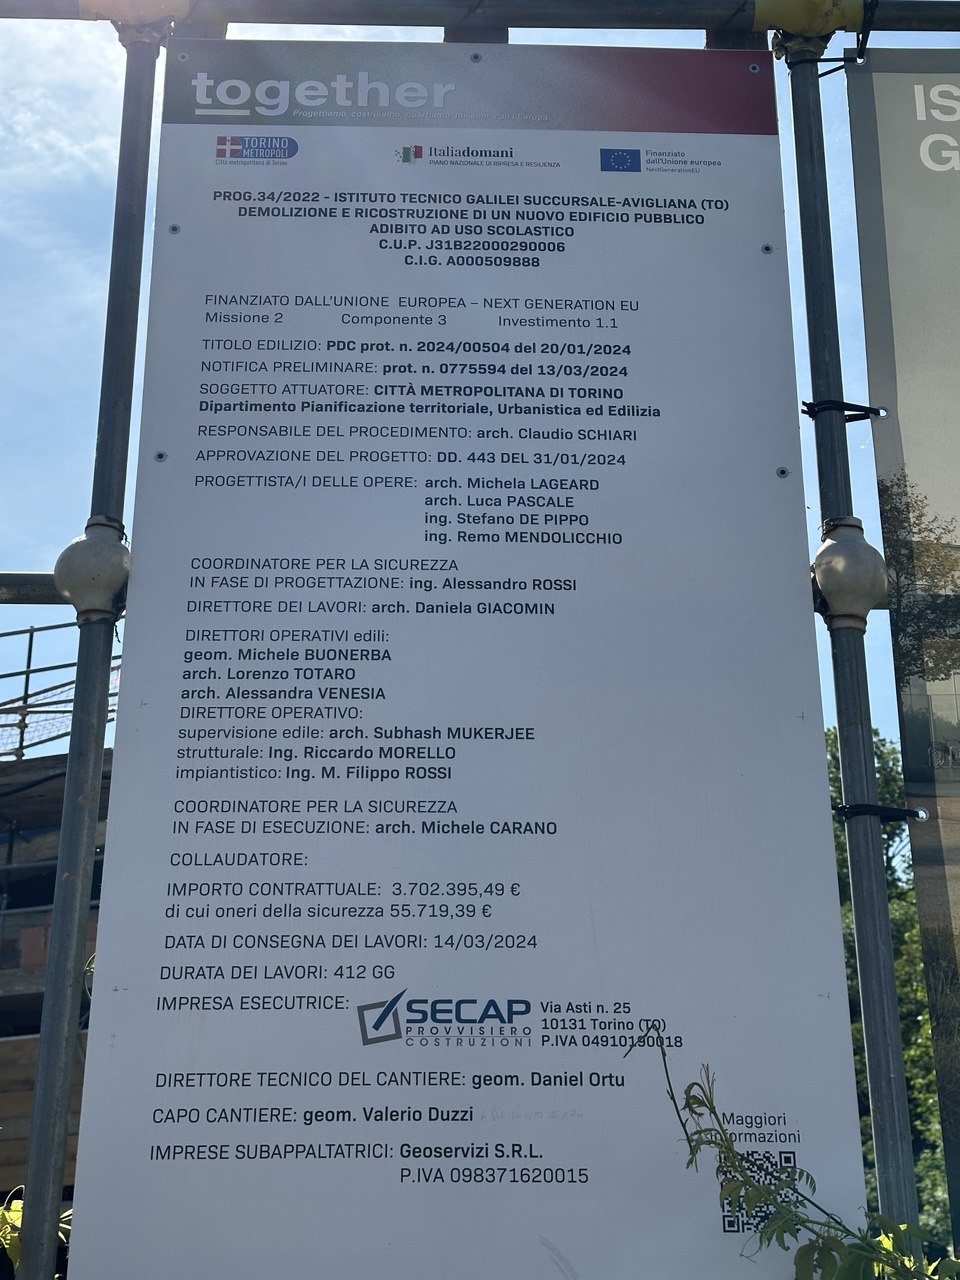 together
Progettiamo, costruiamo, ripartiamo. Insieme, con l'Europa.
TORINO
METROPOLI
Città metropolitana di Torino
Italiadomani
PIANO NAZIONALE DI RIPRESA E RESILIENZA
Finanziato
dall'Unione europea
NextGenerationEU
PROG.34/2022 - ISTITUTO TECNICO GALILEI SUCCURSALE-AVIGLIANA (TO)
DEMOLIZIONE E RICOSTRUZIONE DI UN NUOVO EDIFICIO PUBBLICO
ADIBITO AD USO SCOLASTICO
C.U.P. J31B22000290006
C.I.G. A000509888
FINANZIATO DALL'UNIONE EUROPEA – NEXT GENERATION EU
Missione 2 Componente 3 Investimento 1.1
TITOLO EDILIZIO: PDC prot. n. 2024/00504 del 20/01/2024
NOTIFICA PRELIMINARE: prot. n. 0775594 del 13/03/2024
SOGGETTO ATTUATORE: CITTÀ METROPOLITANA DI TORINO
Dipartimento Pianificazione territoriale, Urbanistica ed Edilizia
RESPONSABILE DEL PROCEDIMENTO: arch. Claudio SCHIARI
APPROVAZIONE DEL PROGETTO: DD. 443 DEL 31/01/2024
PROGETTISTA/I DELLE OPERE: arch. Michela LAGEARD
arch. Luca PASCALE
ing. Stefano DE PIPPO
ing. Remo MENDOLICCHIO
COORDINATORE PER LA SICUREZZA
IN FASE DI PROGETTAZIONE: ing. Alessandro ROSSI
DIRETTORE DEI LAVORI: arch. Daniela GIACOMIN
DIRETTORI OPERATIVI edili:
geom. Michele BUONERBA
arch. Lorenzo TOTARO
arch. Alessandra VENESIA
DIRETTORE OPERATIVO:
supervisione edile: arch. Subhash MUKERJEE
strutturale: Ing. Riccardo MORELLO
impiantistico: Ing. M. Filippo ROSSI
COORDINATORE PER LA SICUREZZA
IN FASE DI ESECUZIONE: arch. Michele CARANO
COLLAUDATORE:
IMPORTO CONTRATTUALE: 3.702.395,49 €
di cui oneri della sicurezza 55.719,39 €
DATA DI CONSEGNA DEI LAVORI: 14/03/2024
DURATA DEI LAVORI: 412 GG
IMPRESA ESECUTRICE: SECAP
PROVVISIERO
COSTRUZIONI
Via Asti n. 25
10131 Torino (TO)
P.IVA 04910190018
DIRETTORE TECNICO DEL CANTIERE: geom. Daniel Ortu
CAPO CANTIERE: geom. Valerio Duzzi
IMPRESE SUBAPPALTATRICI: Geoservizi S.R.L.
P.IVA 098371620015
Maggiori
informazioni
IS
G